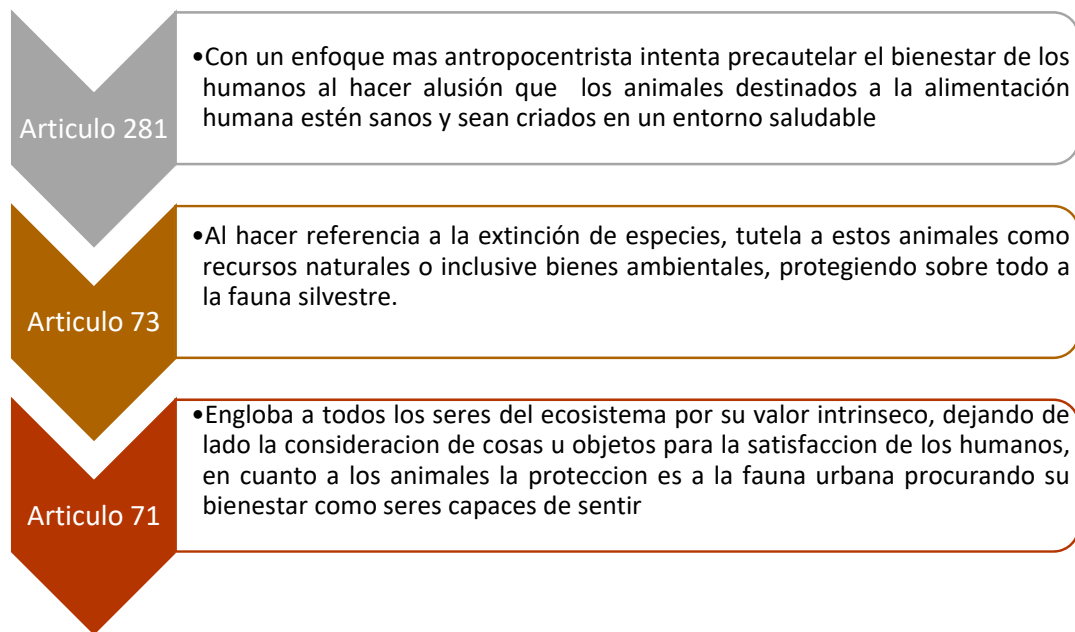 Articulo 281
•Con un enfoque mas antropocentrista intenta precautelar el bienestar de los
humanos al hacer alusión que los animales destinados a la alimentación
humana estén sanos y sean criados en un entorno saludable
Articulo 73
•Al hacer referencia a la extinción de especies, tutela a estos animales como
recursos naturales o inclusive bienes ambientales, protegiendo sobre todo a
la fauna silvestre.
Articulo 71
•Engloba a todos los seres del ecosistema por su valor intrinseco, dejando de
lado la consideracion de cosas u objetos para la satisfaccion de los humanos,
en cuanto a los animales la proteccion es a la fauna urbana procurando su
bienestar como seres capaces de sentir